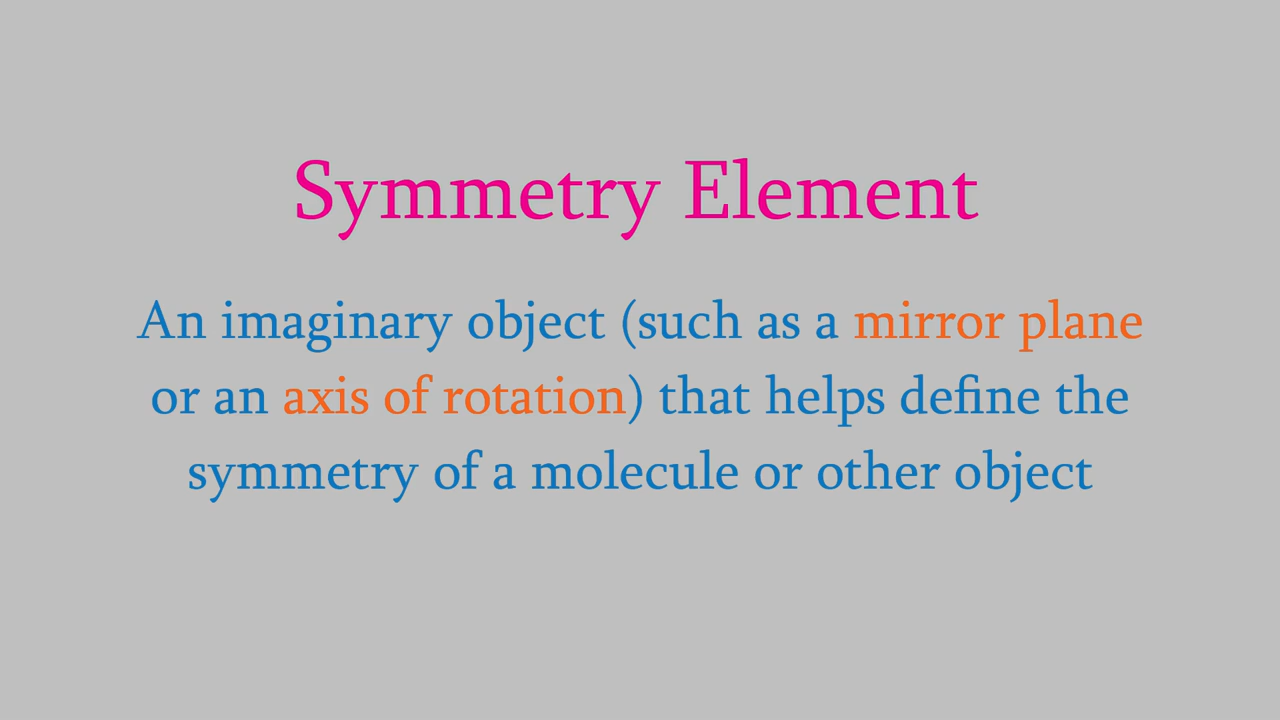 Symmetry Element
An imaginary object (such as a mirror plane
or an axis of rotation) that helps define the
symmetry of a molecule or other object